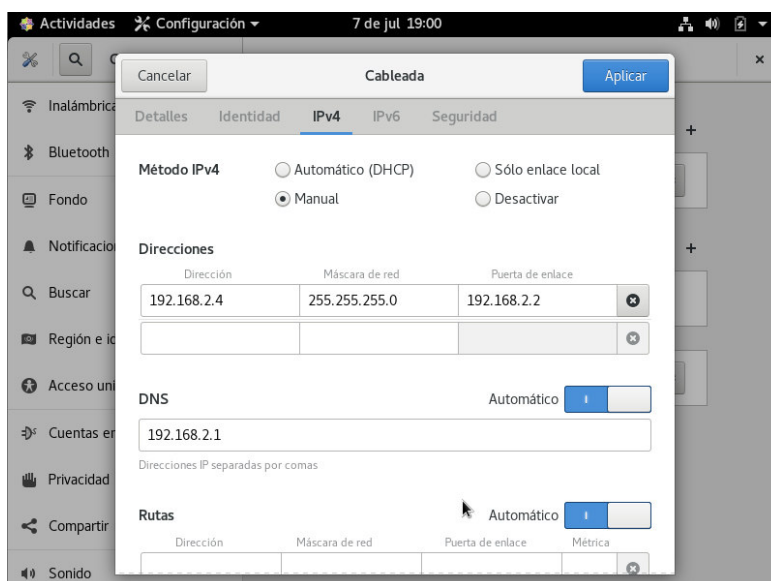 Actividades Configuración 7 de jul 19:00
Cancelar Cableada Aplicar
Detalles Identidad IPv4 IPv6 Seguridad
Inalámbrica
Bluetooth
Fondo
Notificacio
Buscar
Región e id
Acceso uni
Cuentas en
Privacidad
Compartir
Sonido
Método IPv4 Automático (DHCP) Sólo enlace local
Manual Desactivar
Direcciones
Dirección Máscara de red Puerta de enlace
192.168.2.4 255.255.255.0 192.168.2.2
DNS Automático
192.168.2.1
Direcciones IP separadas por comas
Rutas Automático
Dirección Máscara de red Puerta de enlace Métrica